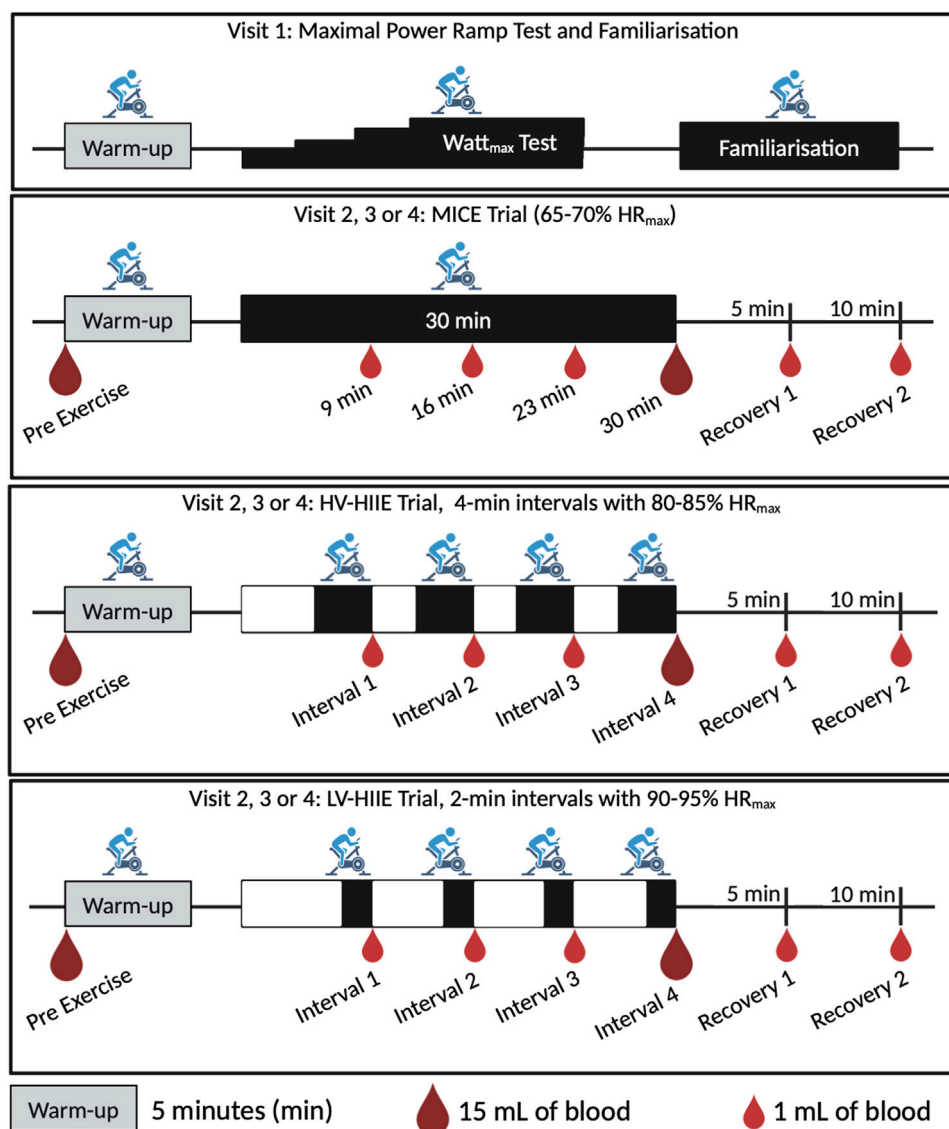 Visit 1: Maximal Power Ramp Test and Familiarisation
Warm-up
Watt_max Test
Familiarisation
Visit 2, 3 or 4: MICE Trial (65-70% HR_max)
Warm-up
30 min
5 min
10 min
Pre Exercise
9 min
16 min
23 min
30 min
Recovery 1
Recovery 2
Visit 2, 3 or 4: HV-HIIE Trial, 4-min intervals with 80-85% HR_max
Warm-up
5 min
10 min
Pre Exercise
Interval 1
Interval 2
Interval 3
Interval 4
Recovery 1
Recovery 2
Visit 2, 3 or 4: LV-HIIE Trial, 2-min intervals with 90-95% HR_max
Warm-up
5 min
10 min
Pre Exercise
Interval 1
Interval 2
Interval 3
Interval 4
Recovery 1
Recovery 2
Warm-up
5 minutes (min)
15 mL of blood
1 mL of blood